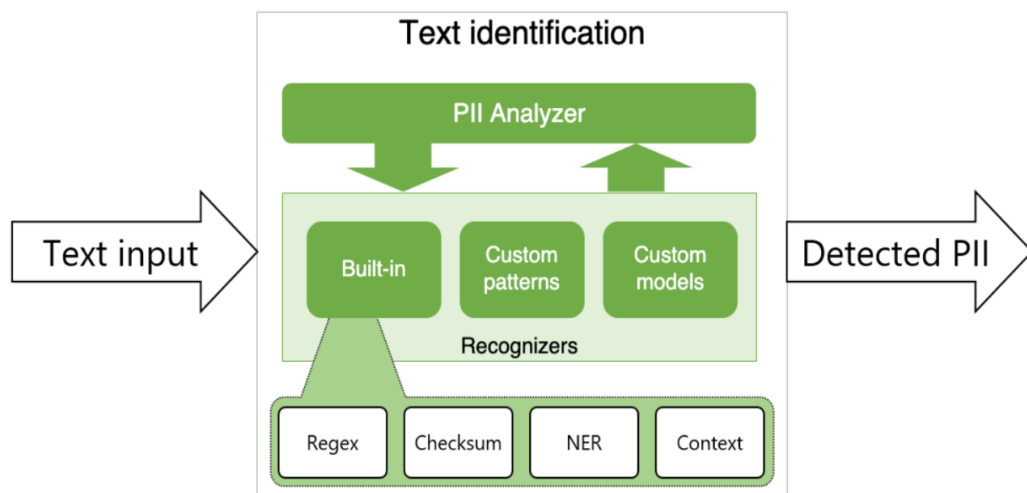 Text identification
PII Analyzer
Text input
Built-in
Custom
patterns
Custom
models
Recognizers
Detected PII
Regex
Checksum
NER
Context